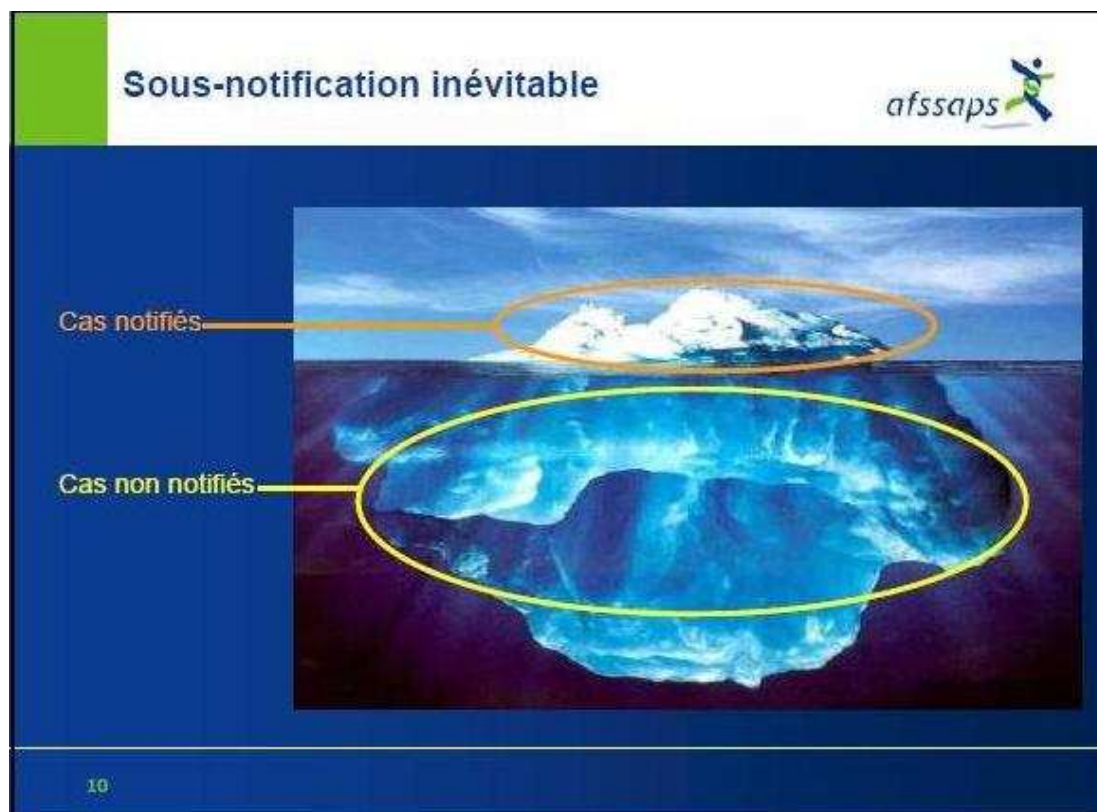 Sous-notification inévitable
afssaps
Cas notifiés
Cas non notifiés
10